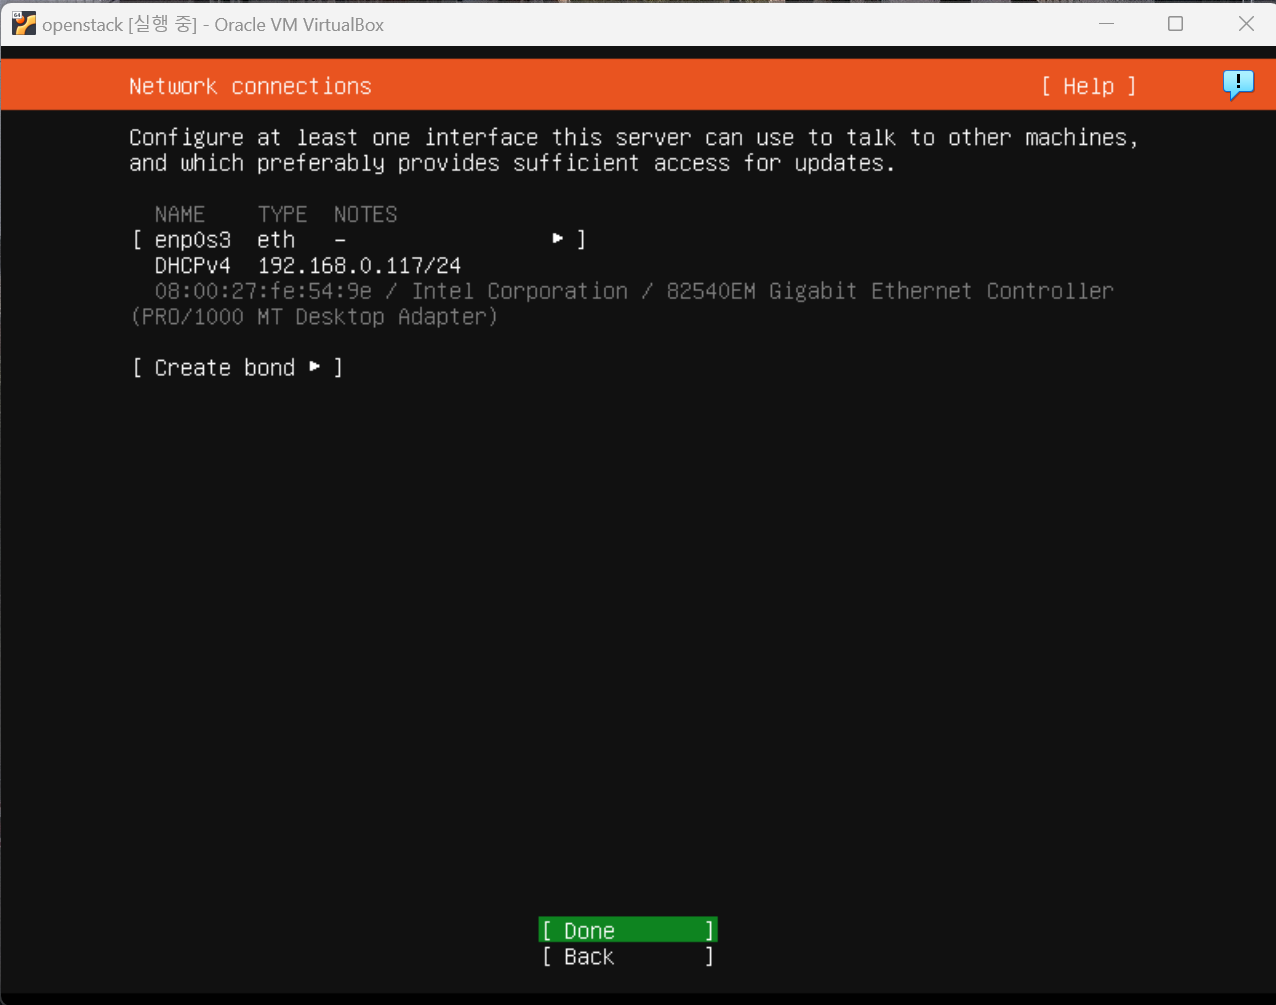 openstack [실행 중] - Oracle VM VirtualBox
Network connections [ Help ]
Configure at least one interface this server can use to talk to other machines,
and which preferably provides sufficient access for updates.
NAME TYPE NOTES
[ enp0s3 eth - ▸ ]
DHCPv4 192.168.0.117/24
08:00:27:fe:54:9e / Intel Corporation / 82540EM Gigabit Ethernet Controller
(PRO/1000 MT Desktop Adapter)
[ Create bond ▸ ]
[ Done ]
[ Back ]